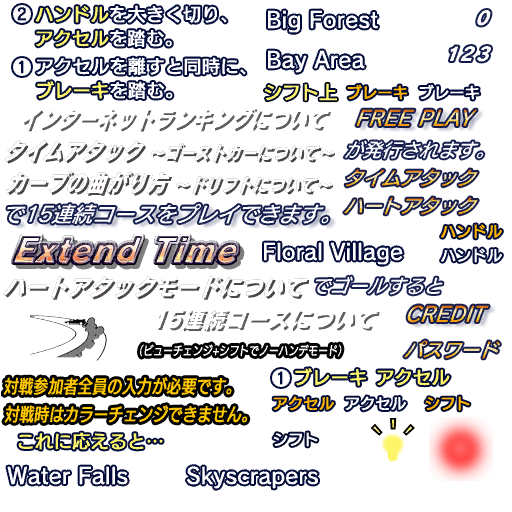 ②ハンドルを大きく切り、
アクセルを踏む。
①アクセルを離すと同時に、
ブレーキを踏む。
Big Forest
0
Bay Area
123
シフト上 ブレーキ ブレーキ
インターネットランキングについて
FREE PLAY
タイムアタック ～ゴーストカーについて～
が発行されます。
カーブの曲がり方 ～ドリフトについて～
タイムアタック
で15連続コースをプレイできます。
ハートアタック
ハンドル
Extend Time
Floral Village
ハンドル
ハートアタックモードについて
でゴールすると
15連続コースについて
CREDIT
(ビューチェンジ+シフトでノーハンデモード)
パスワード
対戦参加者全員の入力が必要です。
①ブレーキ アクセル
対戦時はカラーチェンジできません。
アクセル アクセル シフト
これに応えると…
シフト
Water Falls
Skyscrapers